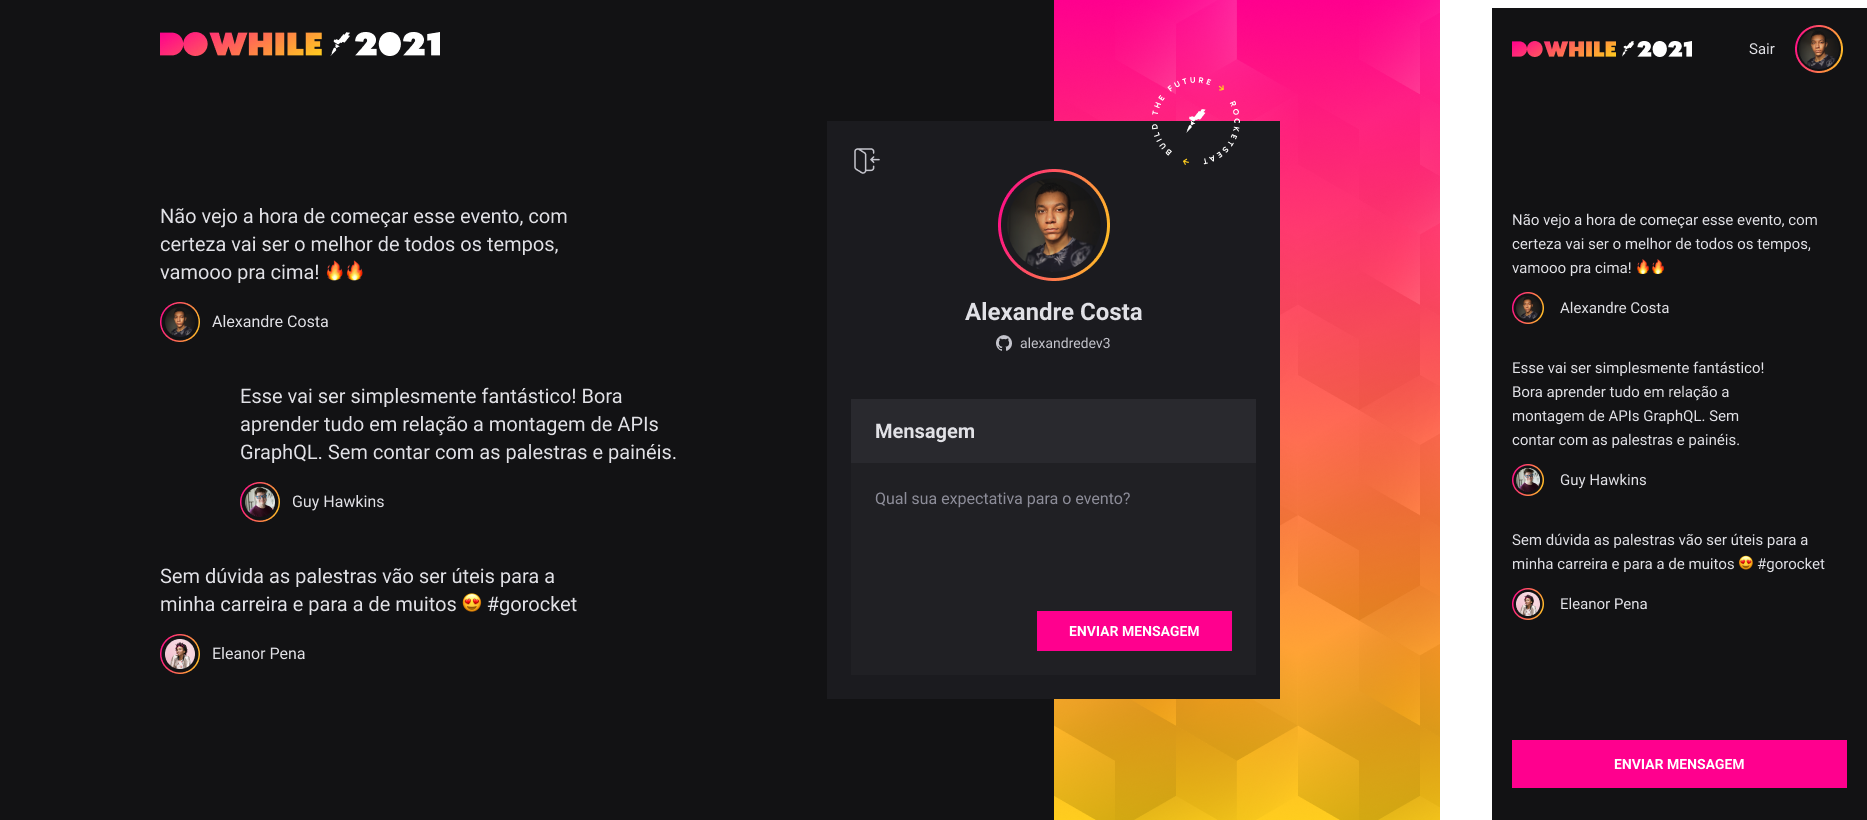 DOWHILE 2021
Não vejo a hora de começar esse evento, com
certeza vai ser o melhor de todos os tempos,
vamooo pra cima! 🔥🔥
Alexandre Costa
Esse vai ser simplesmente fantástico! Bora
aprender tudo em relação a montagem de APIs
GraphQL. Sem contar com as palestras e painéis.
Guy Hawkins
Sem dúvida as palestras vão ser úteis para a
minha carreira e para a de muitos 😍 #gorocket
Eleanor Pena
BUILD THE FUTURE → ROCKETSEAT →
Alexandre Costa
alexandredev3
Mensagem
Qual sua expectativa para o evento?
ENVIAR MENSAGEM
DOWHILE 2021
Sair
Não vejo a hora de começar esse evento, com
certeza vai ser o melhor de todos os tempos,
vamooo pra cima! 🔥🔥
Alexandre Costa
Esse vai ser simplesmente fantástico!
Bora aprender tudo em relação a
montagem de APIs GraphQL. Sem
contar com as palestras e painéis.
Guy Hawkins
Sem dúvida as palestras vão ser úteis para a
minha carreira e para a de muitos 😍 #gorocket
Eleanor Pena
ENVIAR MENSAGEM